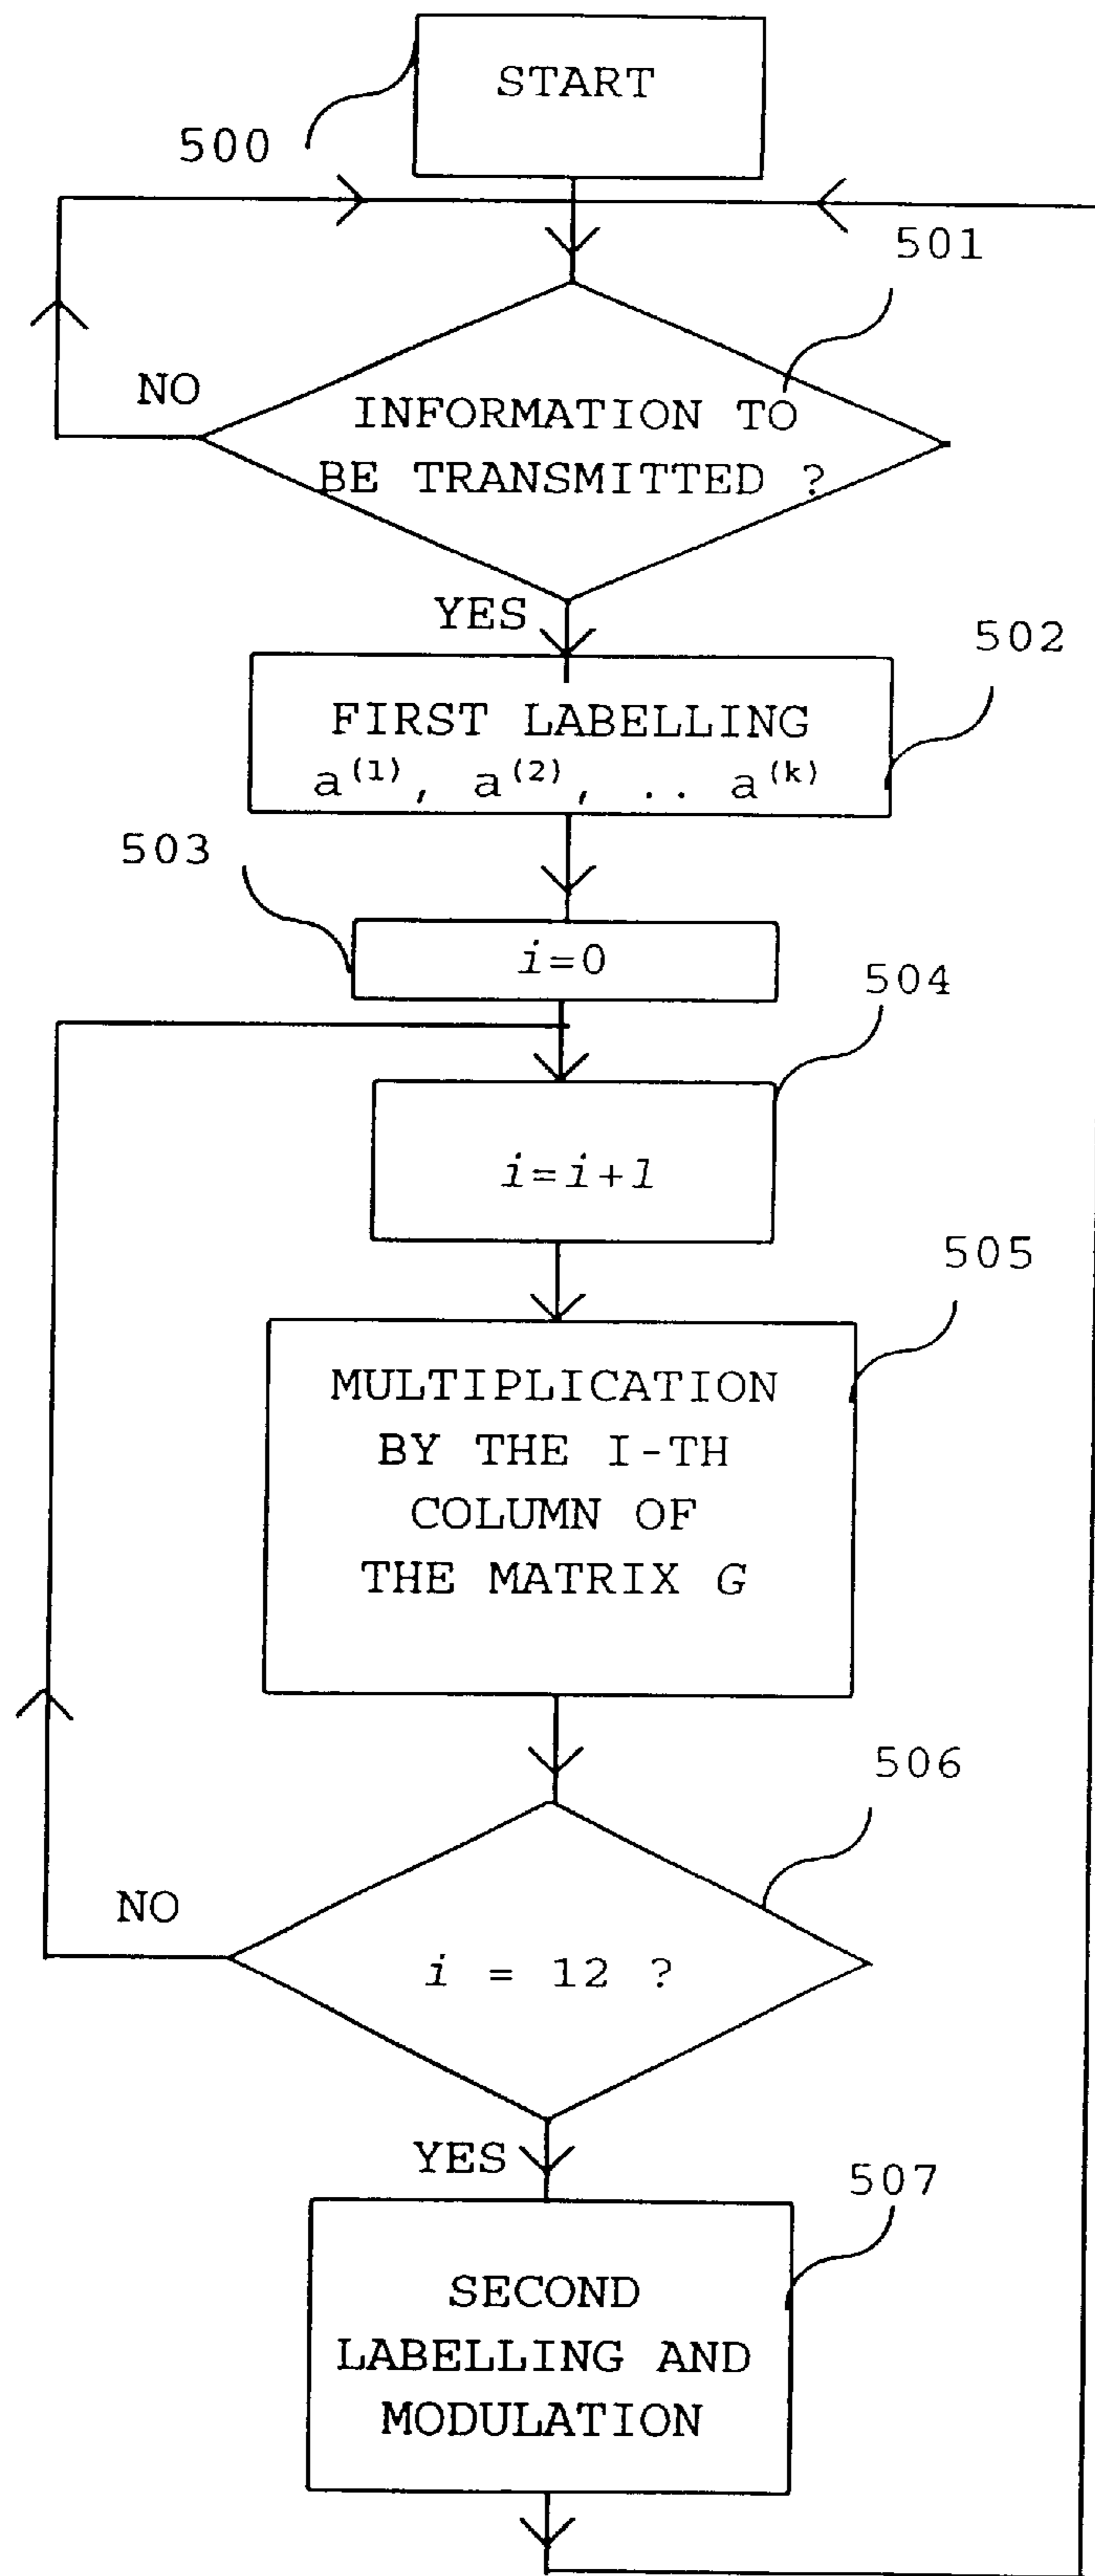 START
500
501
NO
INFORMATION TO
BE TRANSMITTED ?
YES
502
FIRST LABELLING
a(1), a(2), .. a(k)
503
i=0
504
i=i+1
505
MULTIPLICATION
BY THE I-TH
COLUMN OF
THE MATRIX G
506
NO
i = 12 ?
YES
507
SECOND
LABELLING AND
MODULATION